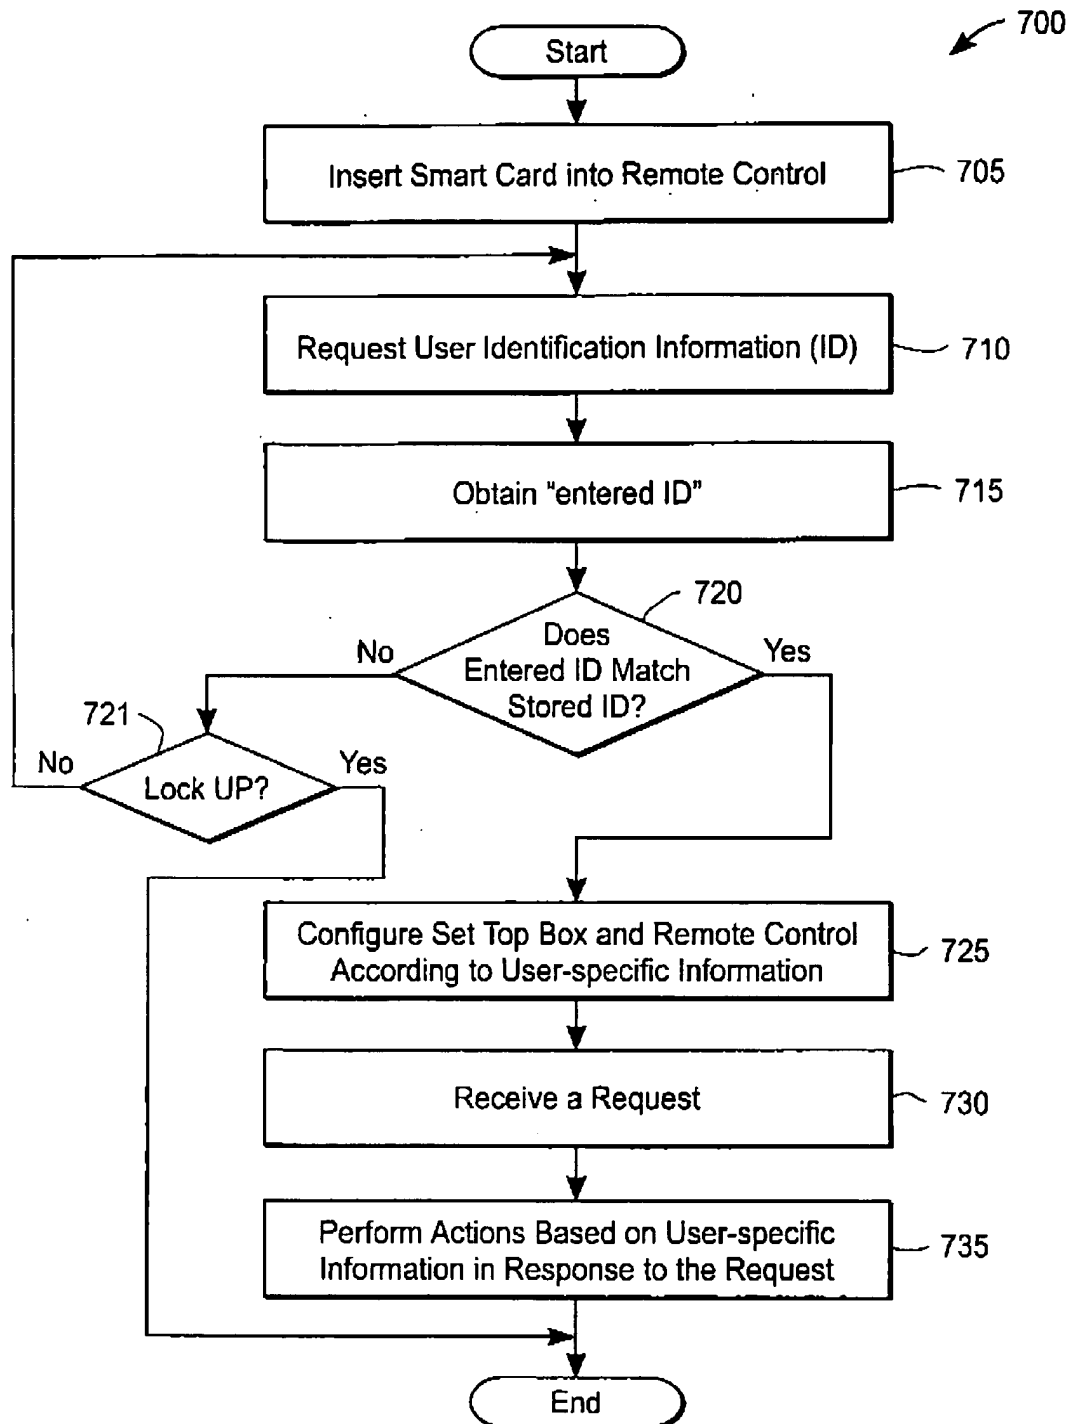 700
Start
Insert Smart Card into Remote Control
705
Request User Identification Information (ID)
710
Obtain “entered ID”
715
720
Does
Entered ID Match
Stored ID?
No
Yes
721
Lock UP?
No
Yes
Configure Set Top Box and Remote Control
According to User-specific Information
725
Receive a Request
730
Perform Actions Based on User-specific
Information in Response to the Request
735
End